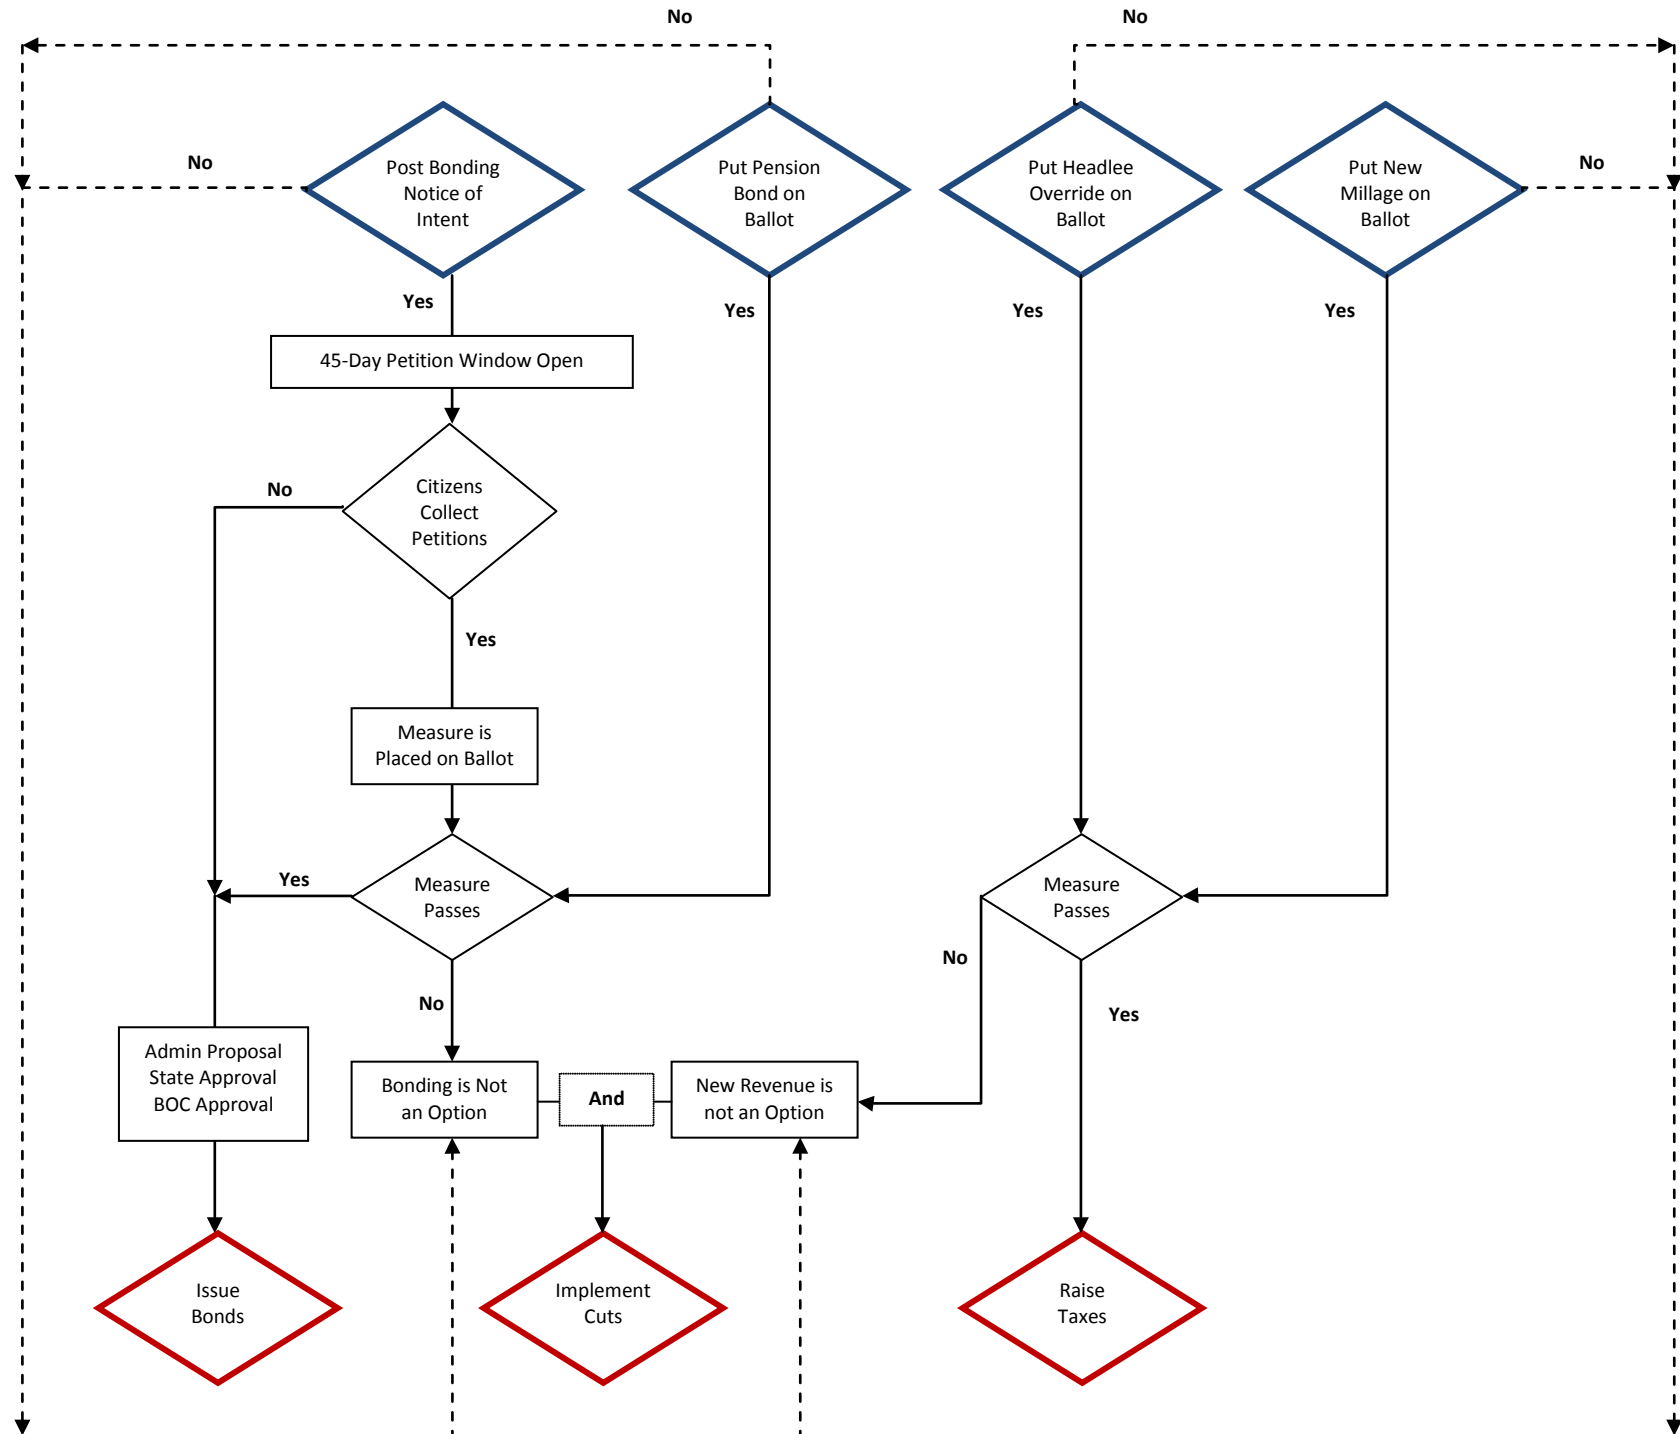 No
No
No
Post Bonding
Notice of
Intent
Put Pension
Bond on
Ballot
Put Headlee
Override on
Ballot
Put New
Millage on
Ballot
No
Yes
Yes
Yes
Yes
45-Day Petition Window Open
No
Citizens
Collect
Petitions
Yes
Measure is
Placed on Ballot
Yes
Measure
Passes
Measure
Passes
No
No
Yes
Admin Proposal
State Approval
BOC Approval
Bonding is Not
an Option
And
New Revenue is
not an Option
Issue
Bonds
Implement
Cuts
Raise
Taxes